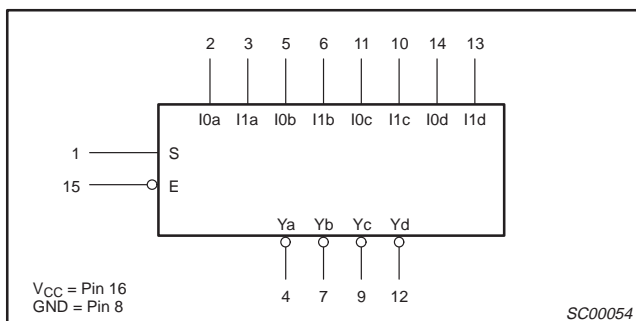 2 3 5 6 11 10 14 13
I0a I1a I0b I1b I0c I1c I0d I1d
1 S
15 E
Ya Yb Yc Yd
4 7 9 12
VCC = Pin 16
GND = Pin 8
SC00054